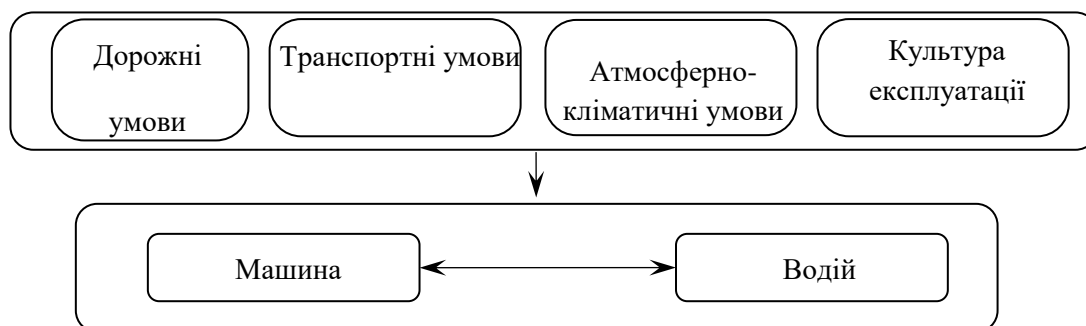 Дорожні
умови
Транспортні умови
Атмосферно-
кліматичні умови
Культура
експлуатації
Машина
Водій